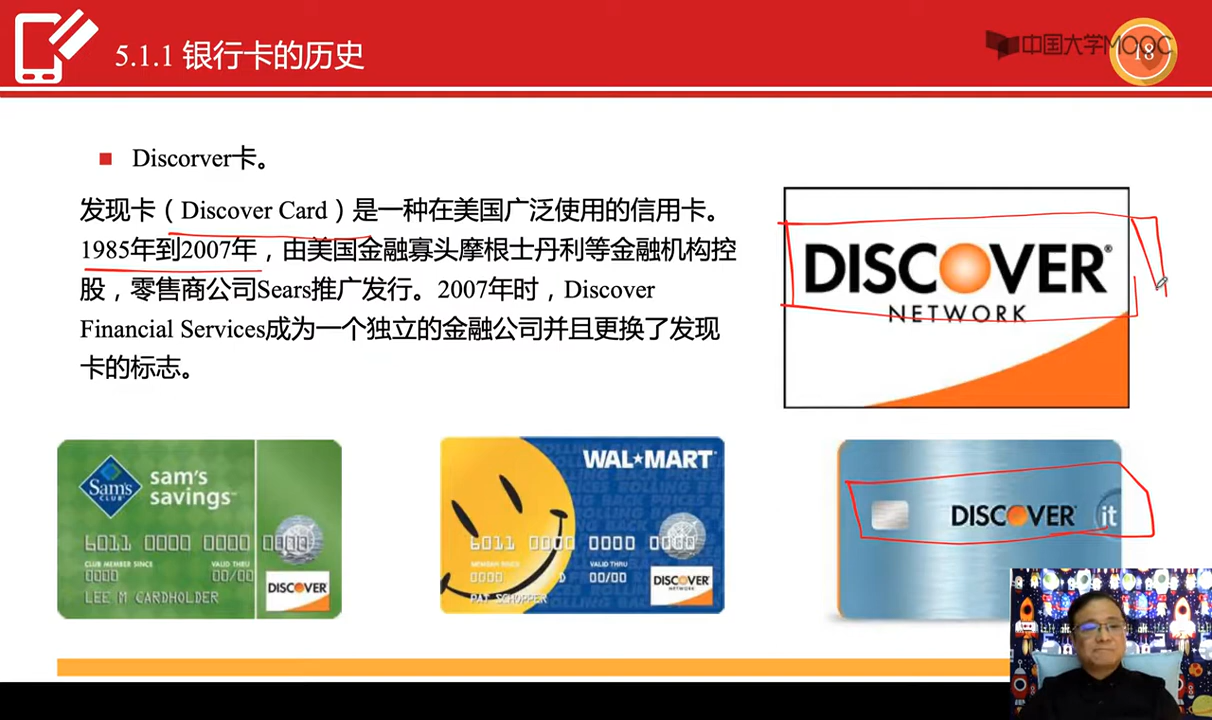 5.1.1 银行卡的历史
中国大学MOOC
18
Discorver卡。
发现卡（Discover Card）是一种在美国广泛使用的信用卡。
1985年到2007年，由美国金融寡头摩根士丹利等金融机构控
股，零售商公司Sears推广发行。2007年时，Discover
Financial Services成为一个独立的金融公司并且更换了发现
卡的标志。
DISCOVER®
NETWORK
Sam's
CLUB
sam's
savings™
6011 0000 0000 0000
CLUB MEMBER SINCE
VALID THRU
0000
00/00
LEE M CARDHOLDER
DISCOVER
WAL★MART
6011 0000 0000 0000
MEMBER SINCE
VALID THRU
0000
00/00
PAT SCHOPPER
DISCOVER
NETWORK
DISCOVER it